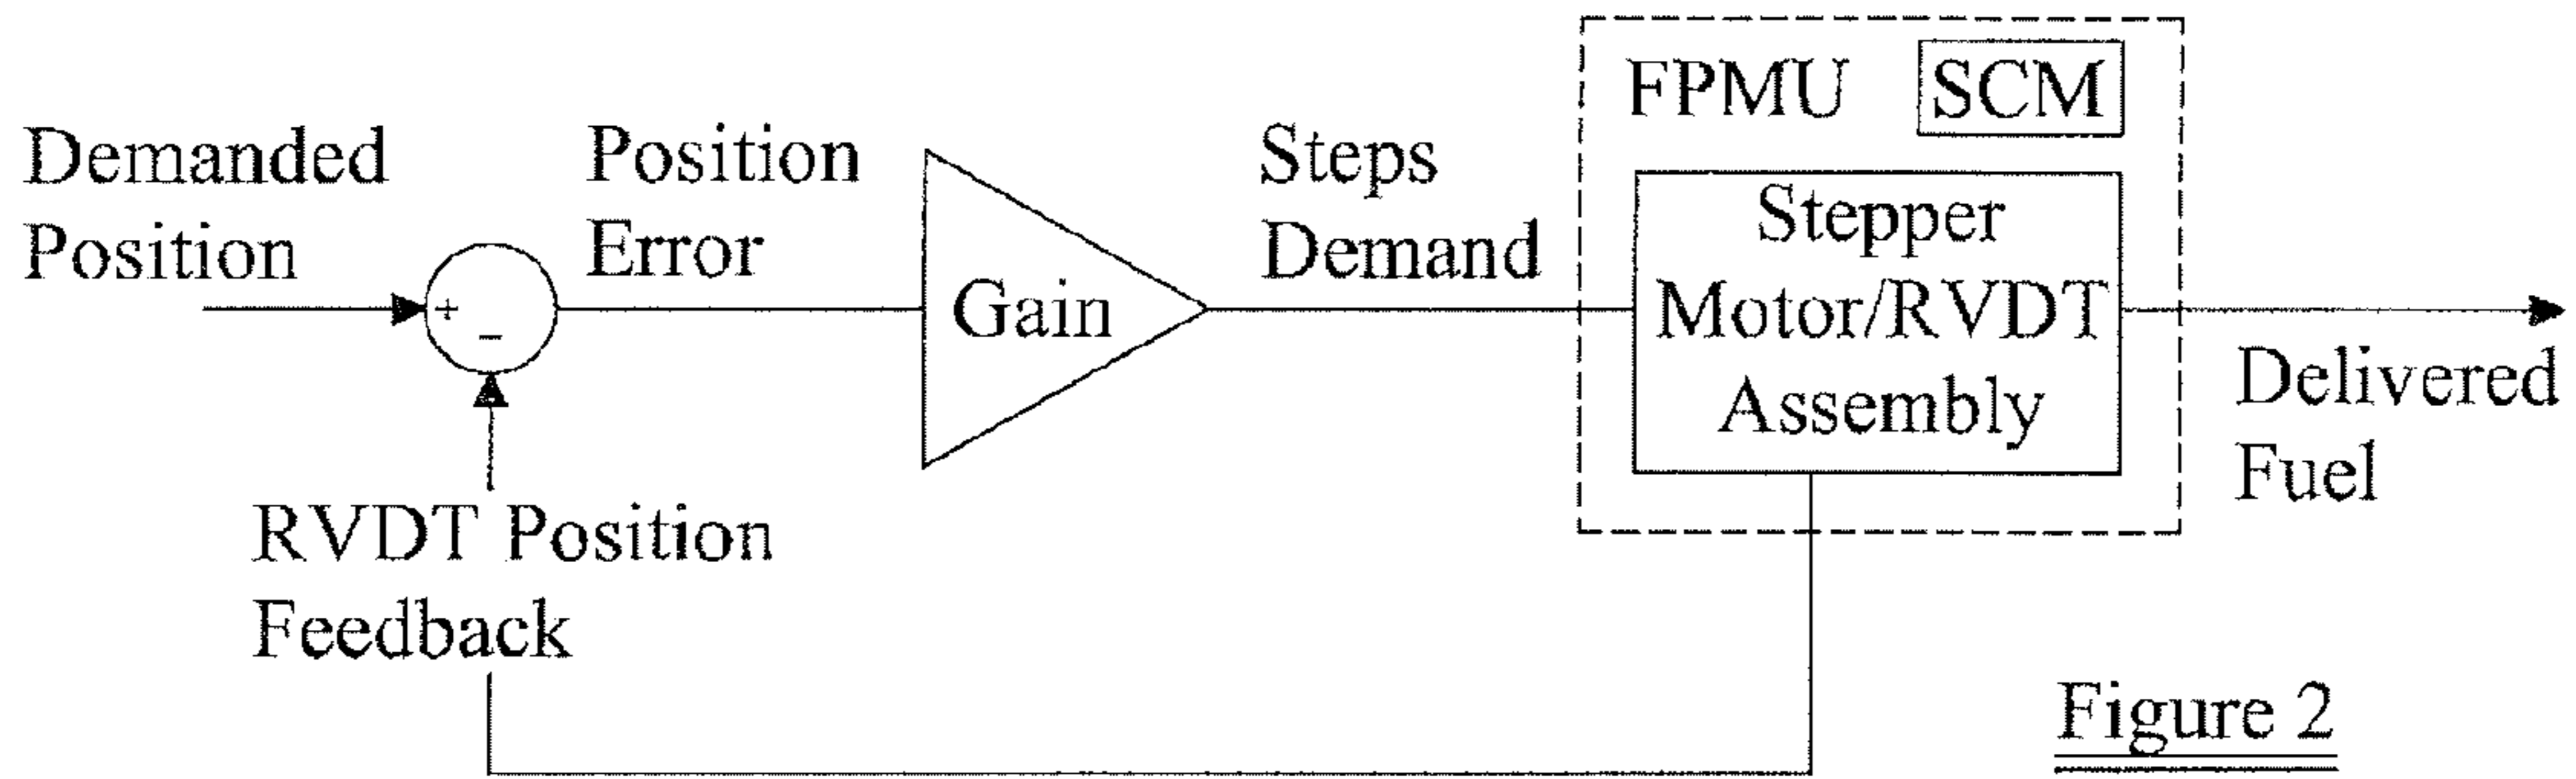 Demanded
Position
+
−
Position
Error
Gain
Steps
Demand
FPMU
SCM
Stepper
Motor/RVDT
Assembly
Delivered
Fuel
RVDT Position
Feedback
Figure 2